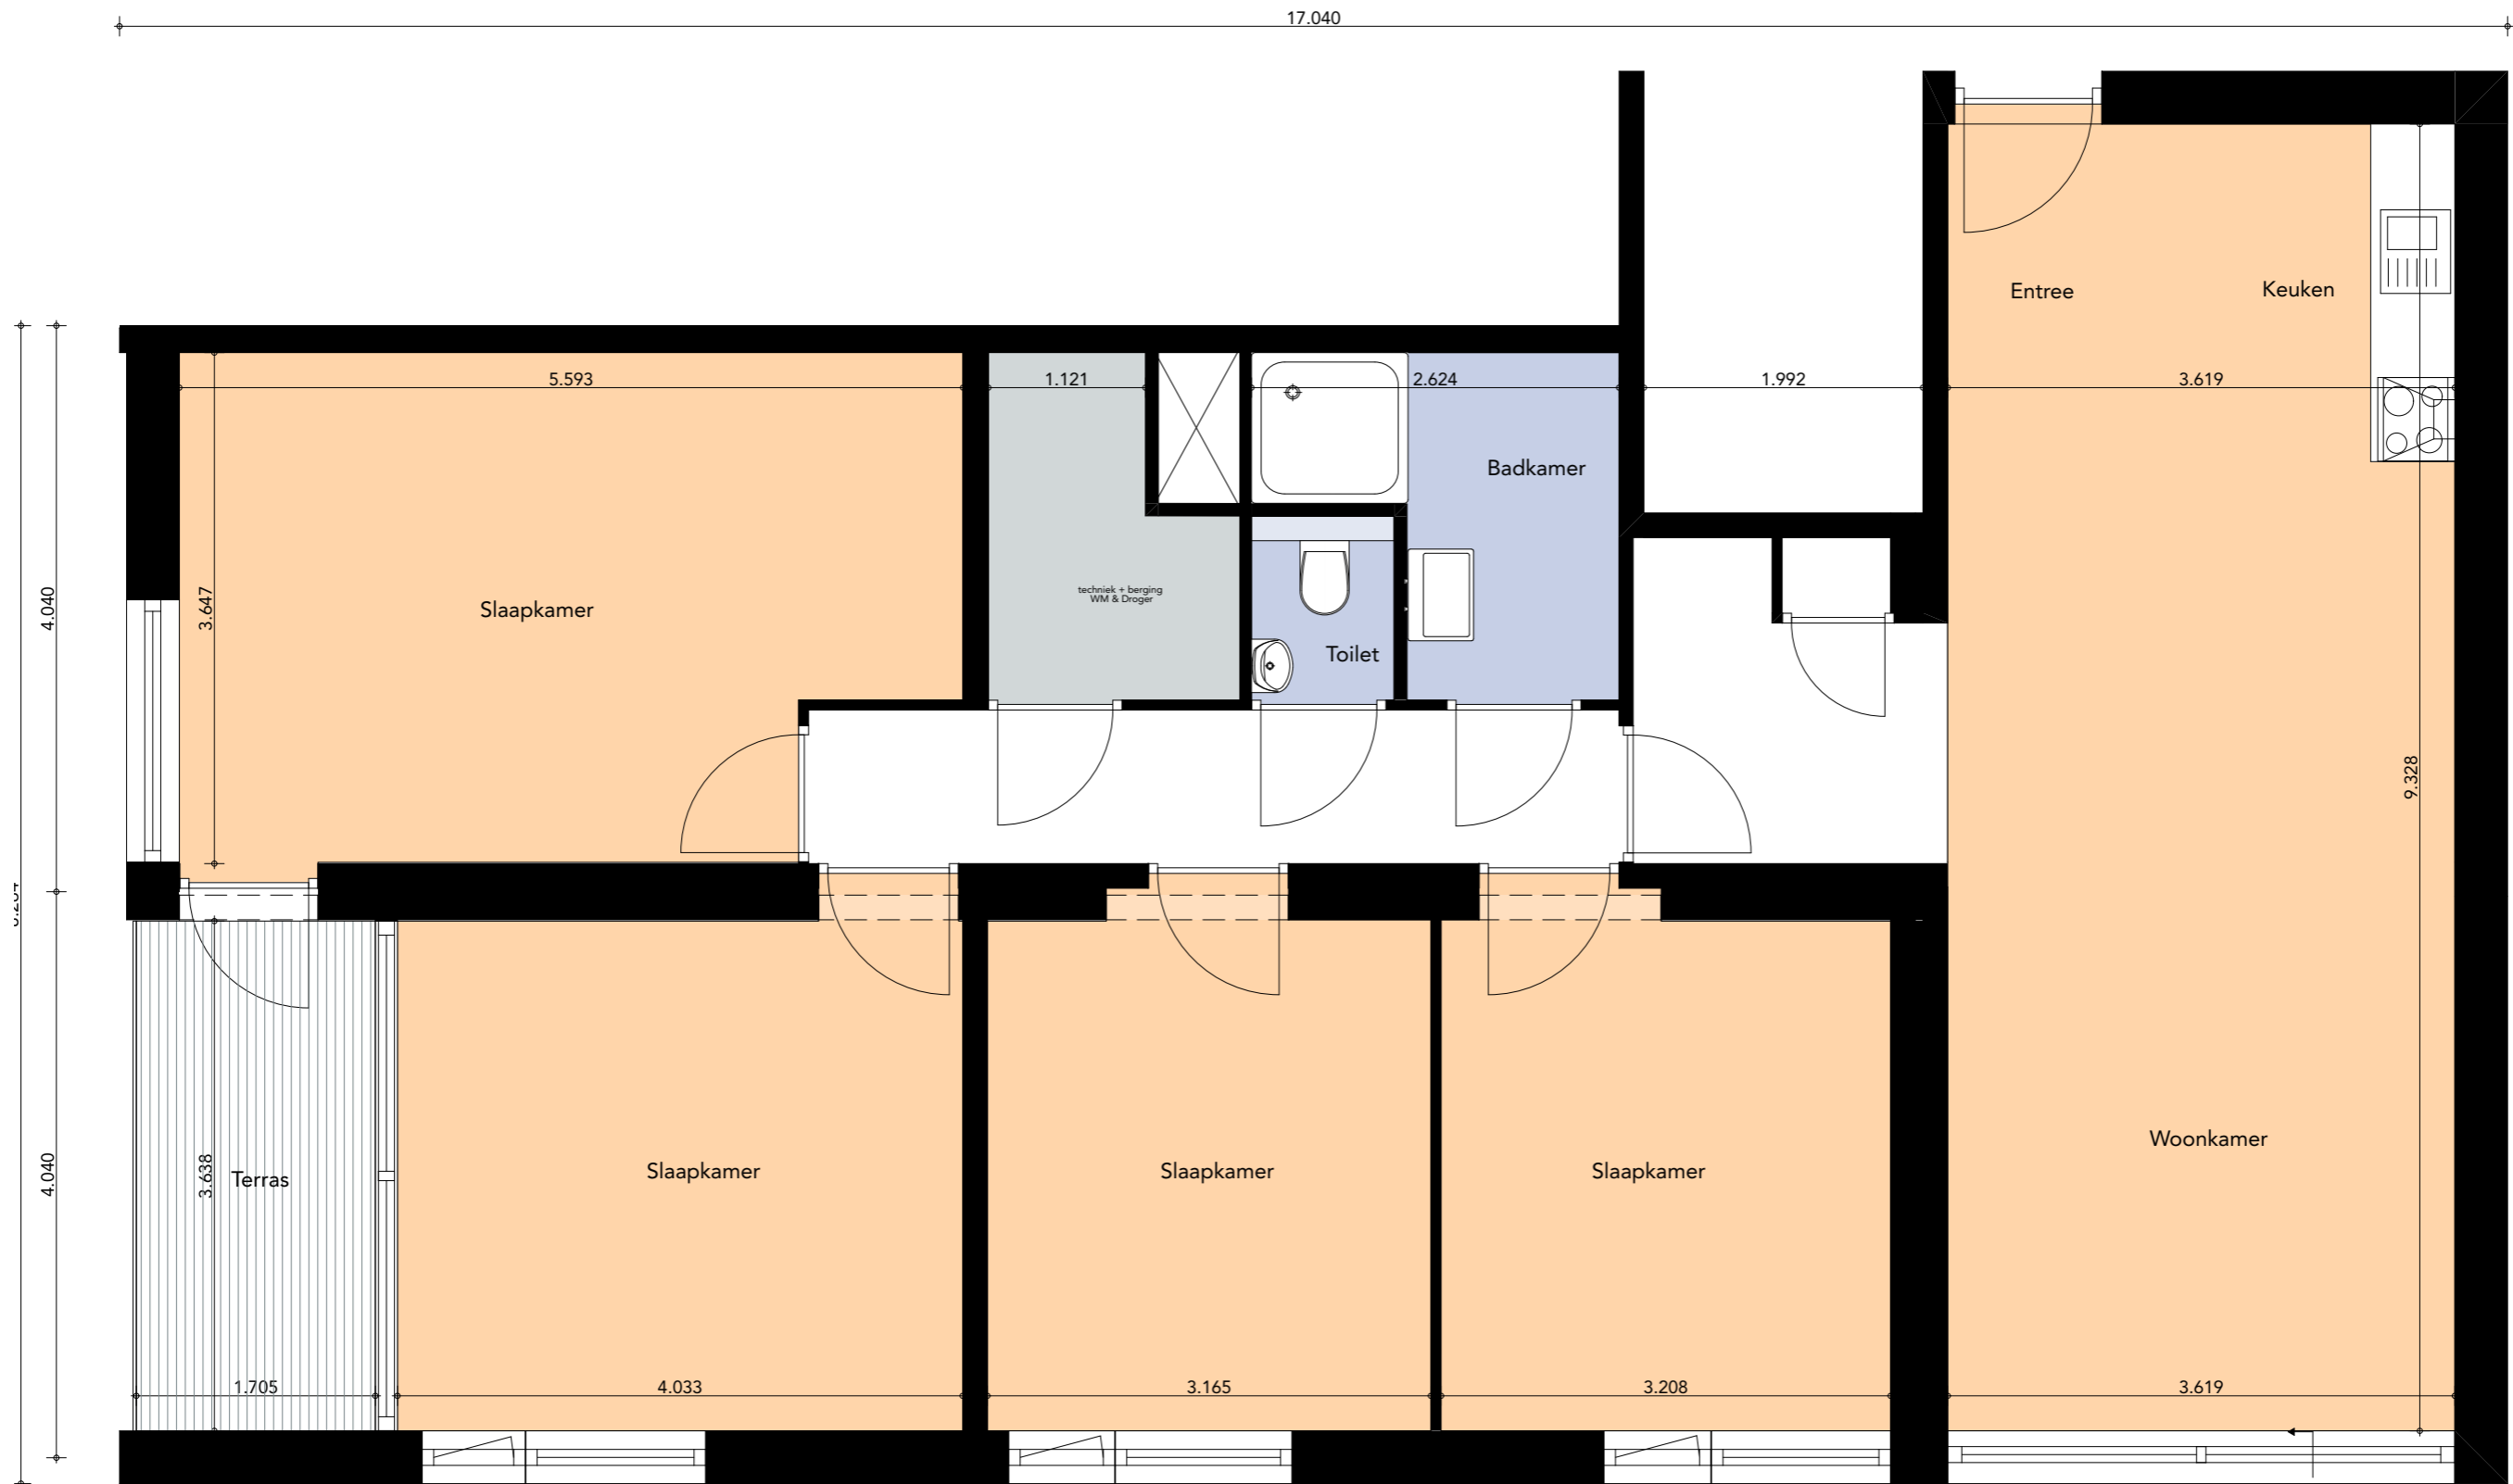 17.040
Entree
Keuken
5.593
1.121
2.624
1.992
3.619
Badkamer
4.040
3.647
Slaapkamer
techniek + berging
WM & Droger
Toilet
9.328
Woonkamer
4.040
3.638
Terras
Slaapkamer
Slaapkamer
Slaapkamer
1.705
4.033
3.165
3.208
3.619